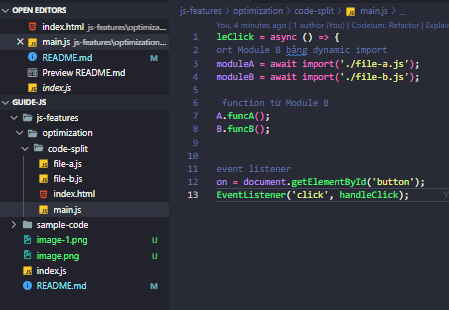 OPEN EDITORS
index.html js-features\optimization...
main.js js-features\optimization...
README.md M
Preview README.md
index.js
GUIDE-JS
js-features
optimization
code-split
file-a.js
file-b.js
index.html
main.js
sample-code
image-1.png U
image.png U
index.js
README.md M
js-features > optimization > code-split > main.js > ...
You, 4 minutes ago | 1 author (You) | Codeium: Refactor | Explain
1 leClick = async () => {
2 ort Module B bằng dynamic import
3 moduleA = await import('./file-a.js');
4 moduleB = await import('./file-b.js');
5
6 function từ Module B
7 A.funcA();
8 B.funcB();
9
10
11 event listener
12 on = document.getElementById('button');
13 EventListener('click', handleClick);